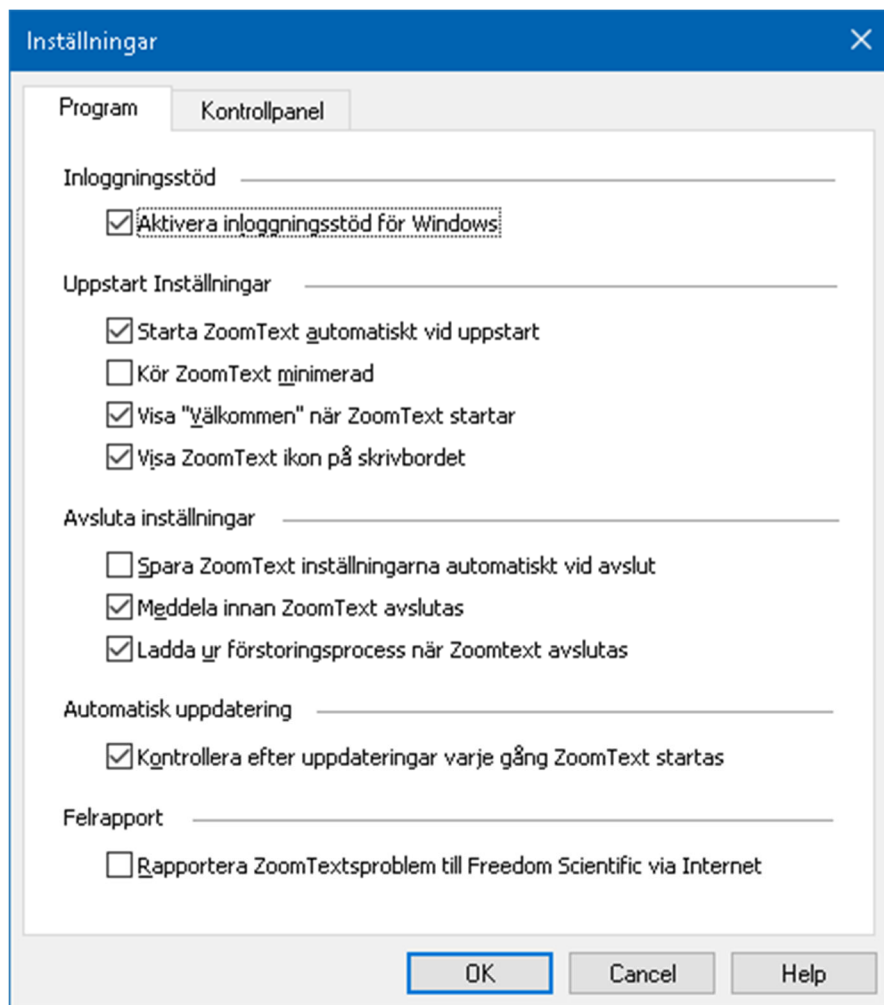 Inställningar
Program
Kontrollpanel
Inloggningsstöd
Aktivera inloggningsstöd för Windows
Uppstart Inställningar
Starta ZoomText automatiskt vid uppstart
Kör ZoomText minimerad
Visa "Välkommen" när ZoomText startar
Visa ZoomText ikon på skrivbordet
Avsluta inställningar
Spara ZoomText inställningarna automatiskt vid avslut
Meddela innan ZoomText avslutas
Ladda ur förstoringsprocess när Zoomtext avslutas
Automatisk uppdatering
Kontrollera efter uppdateringar varje gång ZoomText startas
Felrapport
Rapportera ZoomTextsproblem till Freedom Scientific via Internet
OK
Cancel
Help